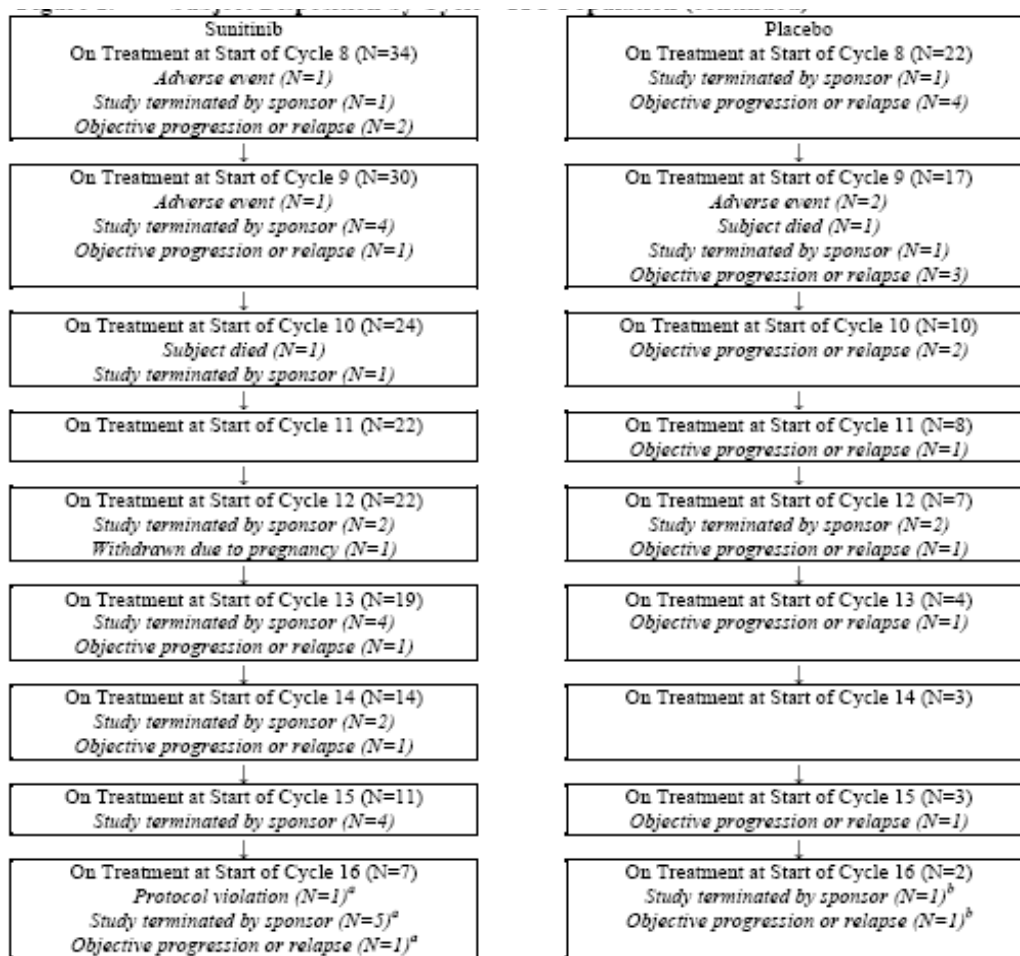 Sunitinib
On Treatment at Start of Cycle 8 (N=34)
Adverse event (N=1)
Study terminated by sponsor (N=1)
Objective progression or relapse (N=2)
↓
On Treatment at Start of Cycle 9 (N=30)
Adverse event (N=1)
Study terminated by sponsor (N=4)
Objective progression or relapse (N=1)
↓
On Treatment at Start of Cycle 10 (N=24)
Subject died (N=1)
Study terminated by sponsor (N=1)
↓
On Treatment at Start of Cycle 11 (N=22)
↓
On Treatment at Start of Cycle 12 (N=22)
Study terminated by sponsor (N=2)
Withdrawn due to pregnancy (N=1)
↓
On Treatment at Start of Cycle 13 (N=19)
Study terminated by sponsor (N=4)
Objective progression or relapse (N=1)
↓
On Treatment at Start of Cycle 14 (N=14)
Study terminated by sponsor (N=2)
Objective progression or relapse (N=1)
↓
On Treatment at Start of Cycle 15 (N=11)
Study terminated by sponsor (N=4)
On Treatment at Start of Cycle 16 (N=7)
Protocol violation (N=1)a
Study terminated by sponsor (N=5)a
Objective progression or relapse (N=1)a
Placebo
On Treatment at Start of Cycle 8 (N=22)
Study terminated by sponsor (N=1)
Objective progression or relapse (N=4)
↓
On Treatment at Start of Cycle 9 (N=17)
Adverse event (N=2)
Subject died (N=1)
Study terminated by sponsor (N=1)
Objective progression or relapse (N=3)
↓
On Treatment at Start of Cycle 10 (N=10)
Objective progression or relapse (N=2)
↓
On Treatment at Start of Cycle 11 (N=8)
Objective progression or relapse (N=1)
↓
On Treatment at Start of Cycle 12 (N=7)
Study terminated by sponsor (N=2)
Objective progression or relapse (N=1)
↓
On Treatment at Start of Cycle 13 (N=4)
Objective progression or relapse (N=1)
↓
On Treatment at Start of Cycle 14 (N=3)
↓
On Treatment at Start of Cycle 15 (N=3)
Objective progression or relapse (N=1)
On Treatment at Start of Cycle 16 (N=2)
Study terminated by sponsor (N=1)b
Objective progression or relapse (N=1)b